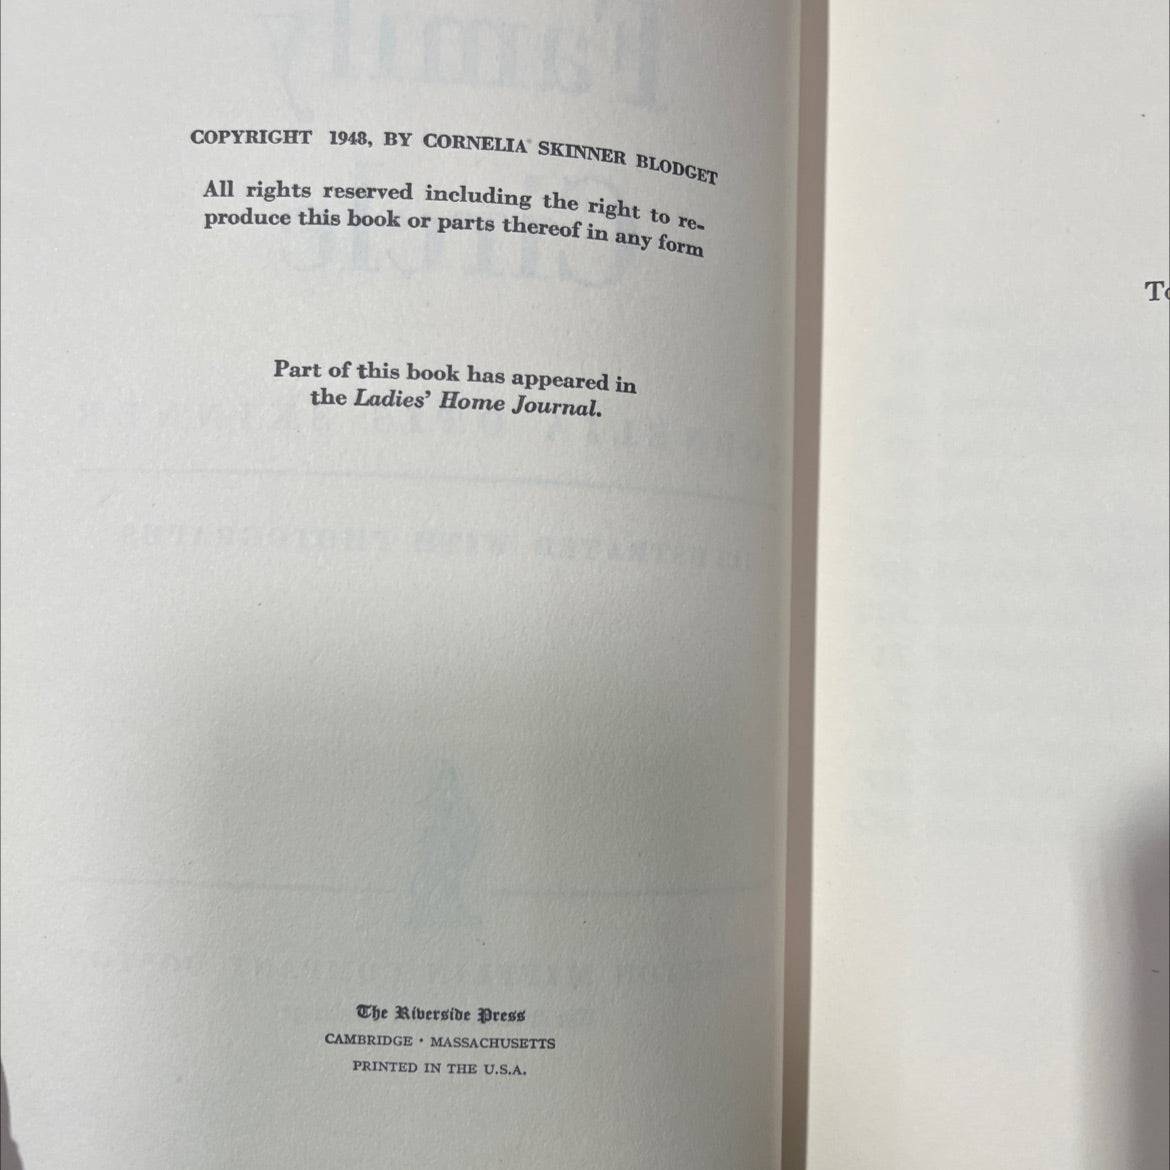 COPYRIGHT 1948, BY CORNELIA SKINNER BLODGET
All rights reserved including the right to re-
produce this book or parts thereof in any form
Part of this book has appeared in
the Ladies' Home Journal.
The Riverside Press
CAMBRIDGE · MASSACHUSETTS
PRINTED IN THE U.S.A.